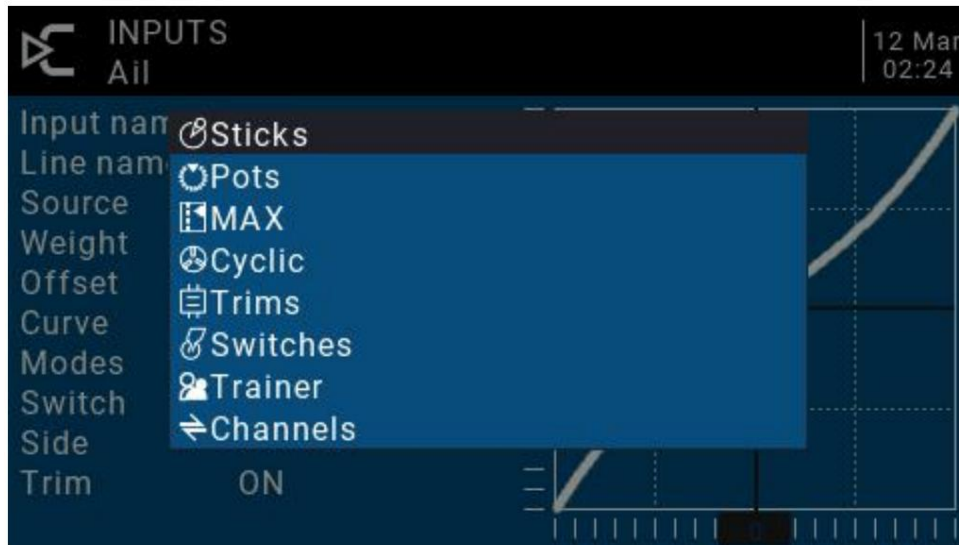 INPUTS
Ail
12 Mar
02:24
Input nam
Line nam
Source
Weight
Offset
Curve
Modes
Switch
Side
Trim ON
Sticks
Pots
MAX
Cyclic
Trims
Switches
Trainer
Channels
0